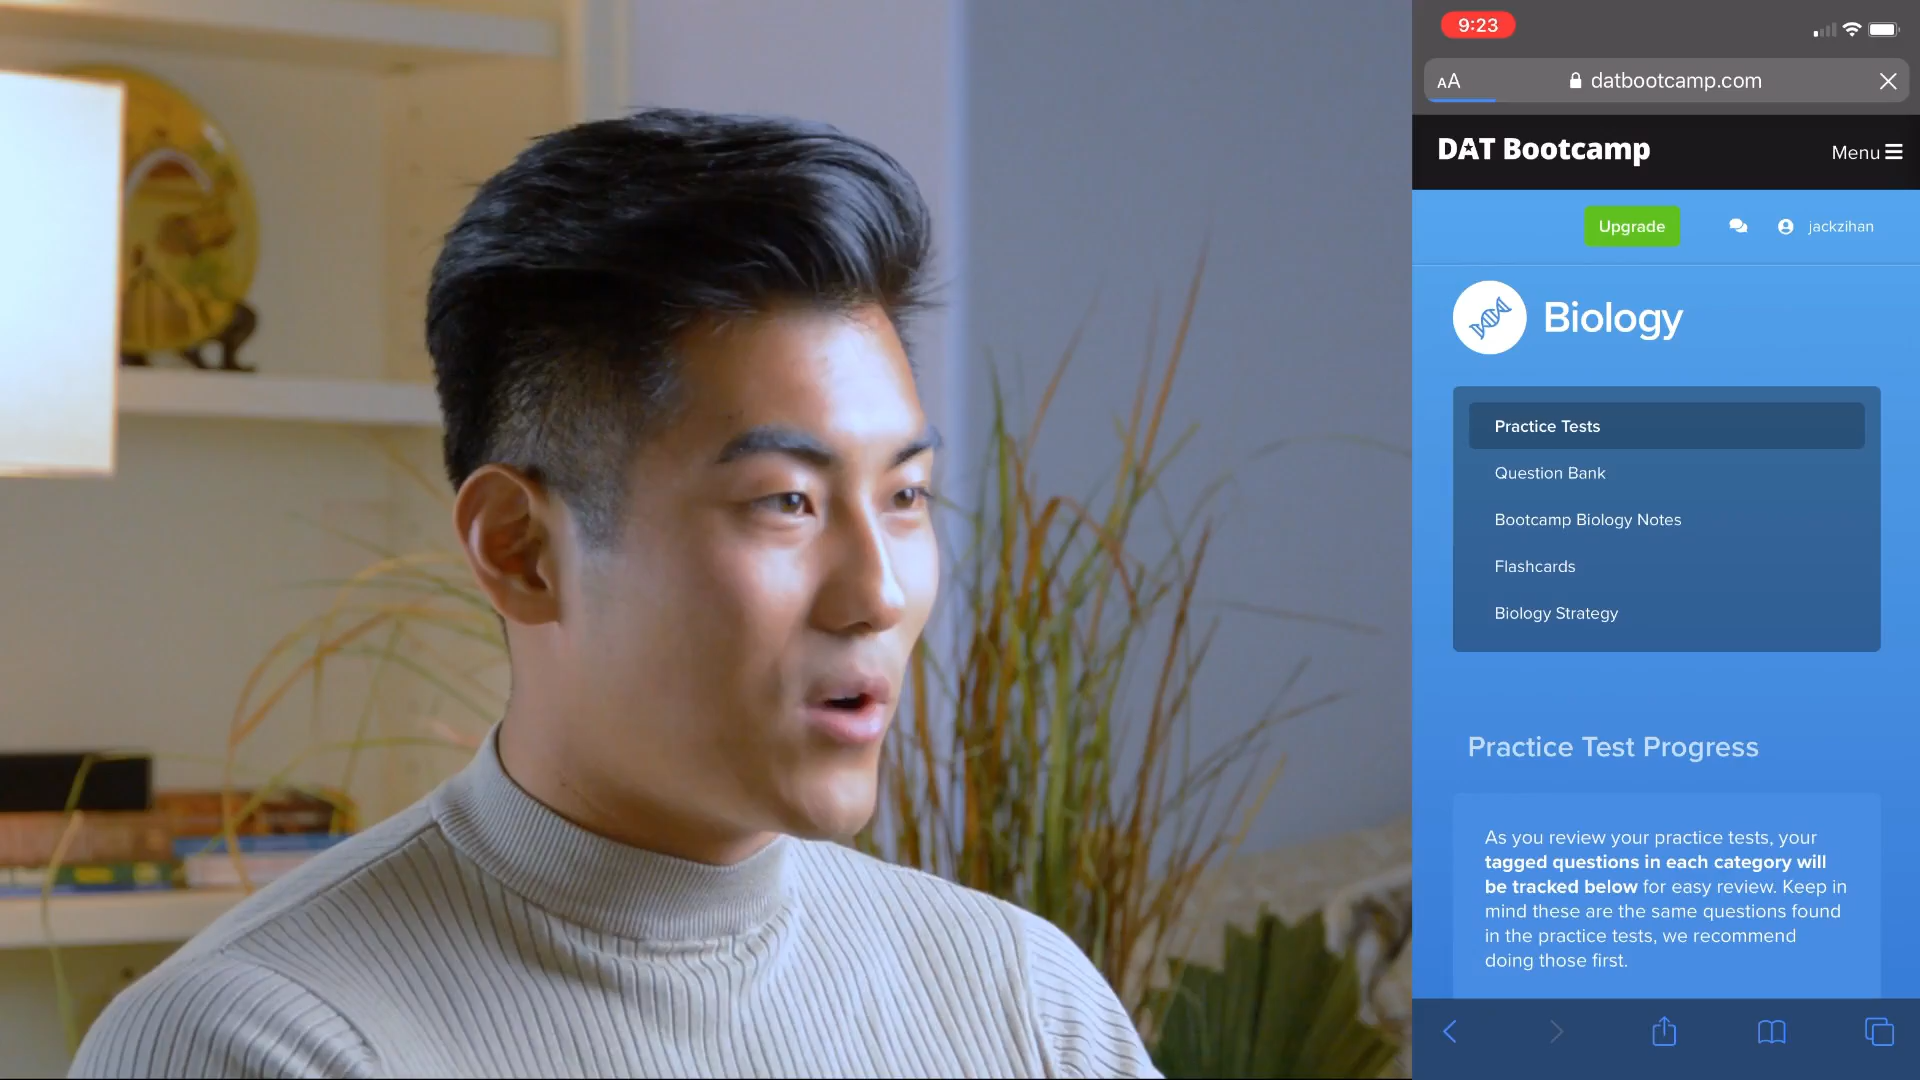 9:23
AA
datbootcamp.com
DAT Bootcamp
Menu
Upgrade
jackzihan
Biology
Practice Tests
Question Bank
Bootcamp Biology Notes
Flashcards
Biology Strategy
Practice Test Progress
As you review your practice tests, your
tagged questions in each category will
be tracked below for easy review. Keep in
mind these are the same questions found
in the practice tests, we recommend
doing those first.